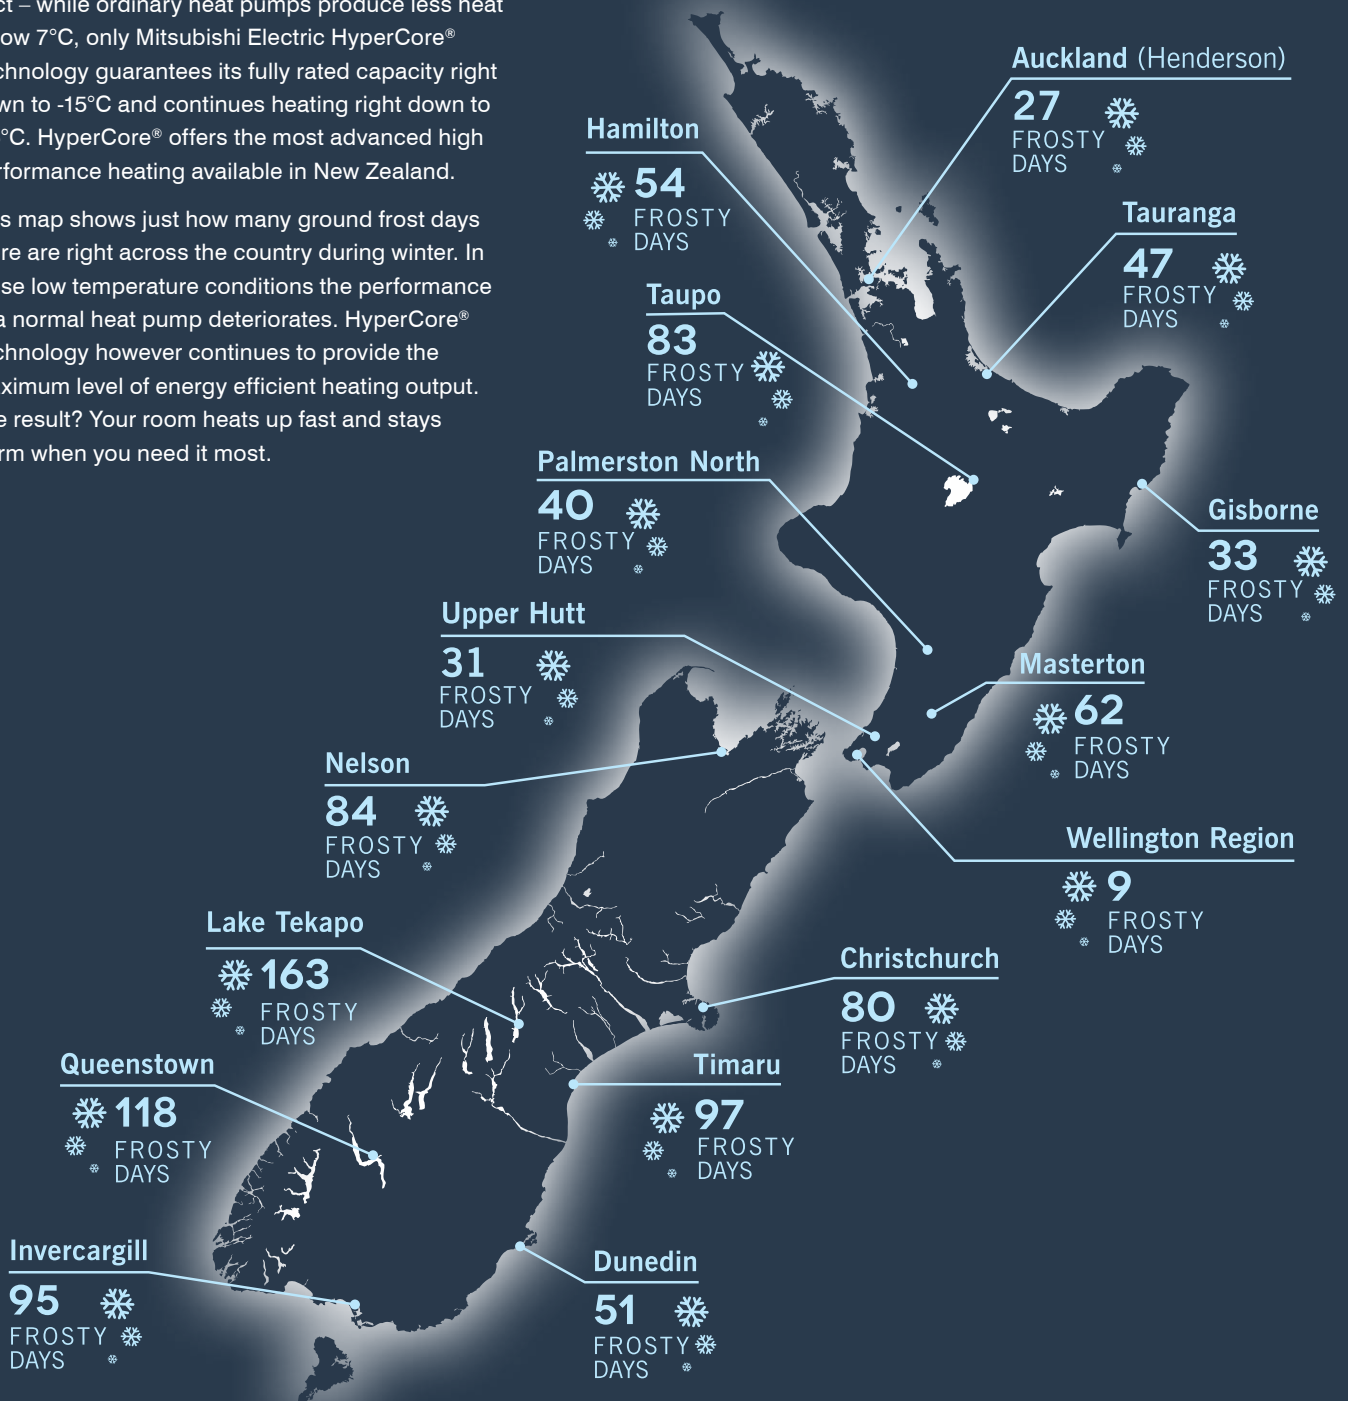 ct – while ordinary heat pumps produce less heat
ow 7°C, only Mitsubishi Electric HyperCore®
chnology guarantees its fully rated capacity right
wn to -15°C and continues heating right down to
°C. HyperCore® offers the most advanced high
rformance heating available in New Zealand.
s map shows just how many ground frost days
re are right across the country during winter. In
se low temperature conditions the performance
a normal heat pump deteriorates. HyperCore®
chnology however continues to provide the
ximum level of energy efficient heating output.
e result? Your room heats up fast and stays
rm when you need it most.
Auckland (Henderson)
27
FROSTY
DAYS
Hamilton
54
FROSTY
DAYS
Tauranga
47
FROSTY
DAYS
Taupo
83
FROSTY
DAYS
Palmerston North
40
FROSTY
DAYS
Gisborne
33
FROSTY
DAYS
Upper Hutt
31
FROSTY
DAYS
Masterton
62
FROSTY
DAYS
Nelson
84
FROSTY
DAYS
Wellington Region
9
FROSTY
DAYS
Lake Tekapo
163
FROSTY
DAYS
Christchurch
80
FROSTY
DAYS
Queenstown
118
FROSTY
DAYS
Timaru
97
FROSTY
DAYS
Invercargill
95
FROSTY
DAYS
Dunedin
51
FROSTY
DAYS